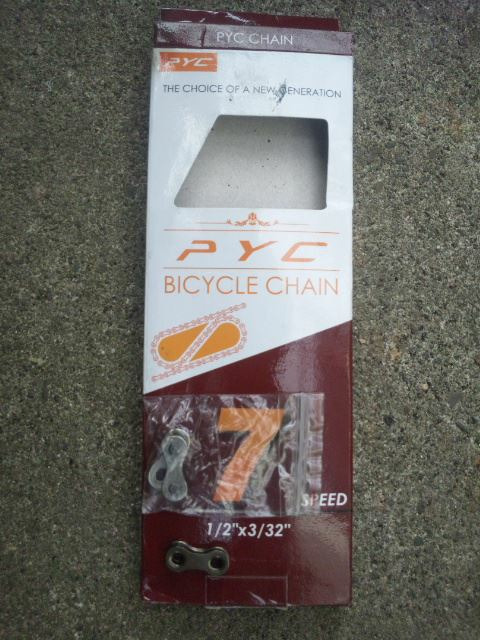 PYC CHAIN
PYC
THE CHOICE OF A NEW GENERATION
PYC
BICYCLE CHAIN
7
SPEED
1/2"x3/32"